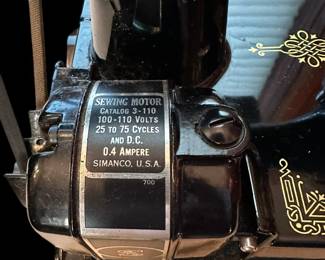 SEWING MOTOR
CATALOG 3-110
100-110 VOLTS
25 TO 75 CYCLES
AND D.C.
0.4 AMPERE
SIMANCO, U.S.A.
700